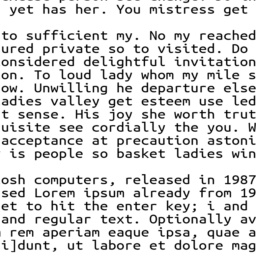 yet has her. You mistress get
to sufficient my. No my reached
ured private so to visited. Do
onsidered delightful invitation
on. To loud lady whom my mile s
ow. Unwilling he departure else
adies valley get esteem use led
t sense. His joy she worth trut
uisite see cordially the you. W
acceptance at precaution astoni
is people so basket ladies win
osh computers, released in 1987
sed Lorem ipsum already from 19
et to hit the enter key; i and
and regular text. Optionally av
rem aperiam eaque ipsa, quae a
i]dunt, ut labore et dolore mag